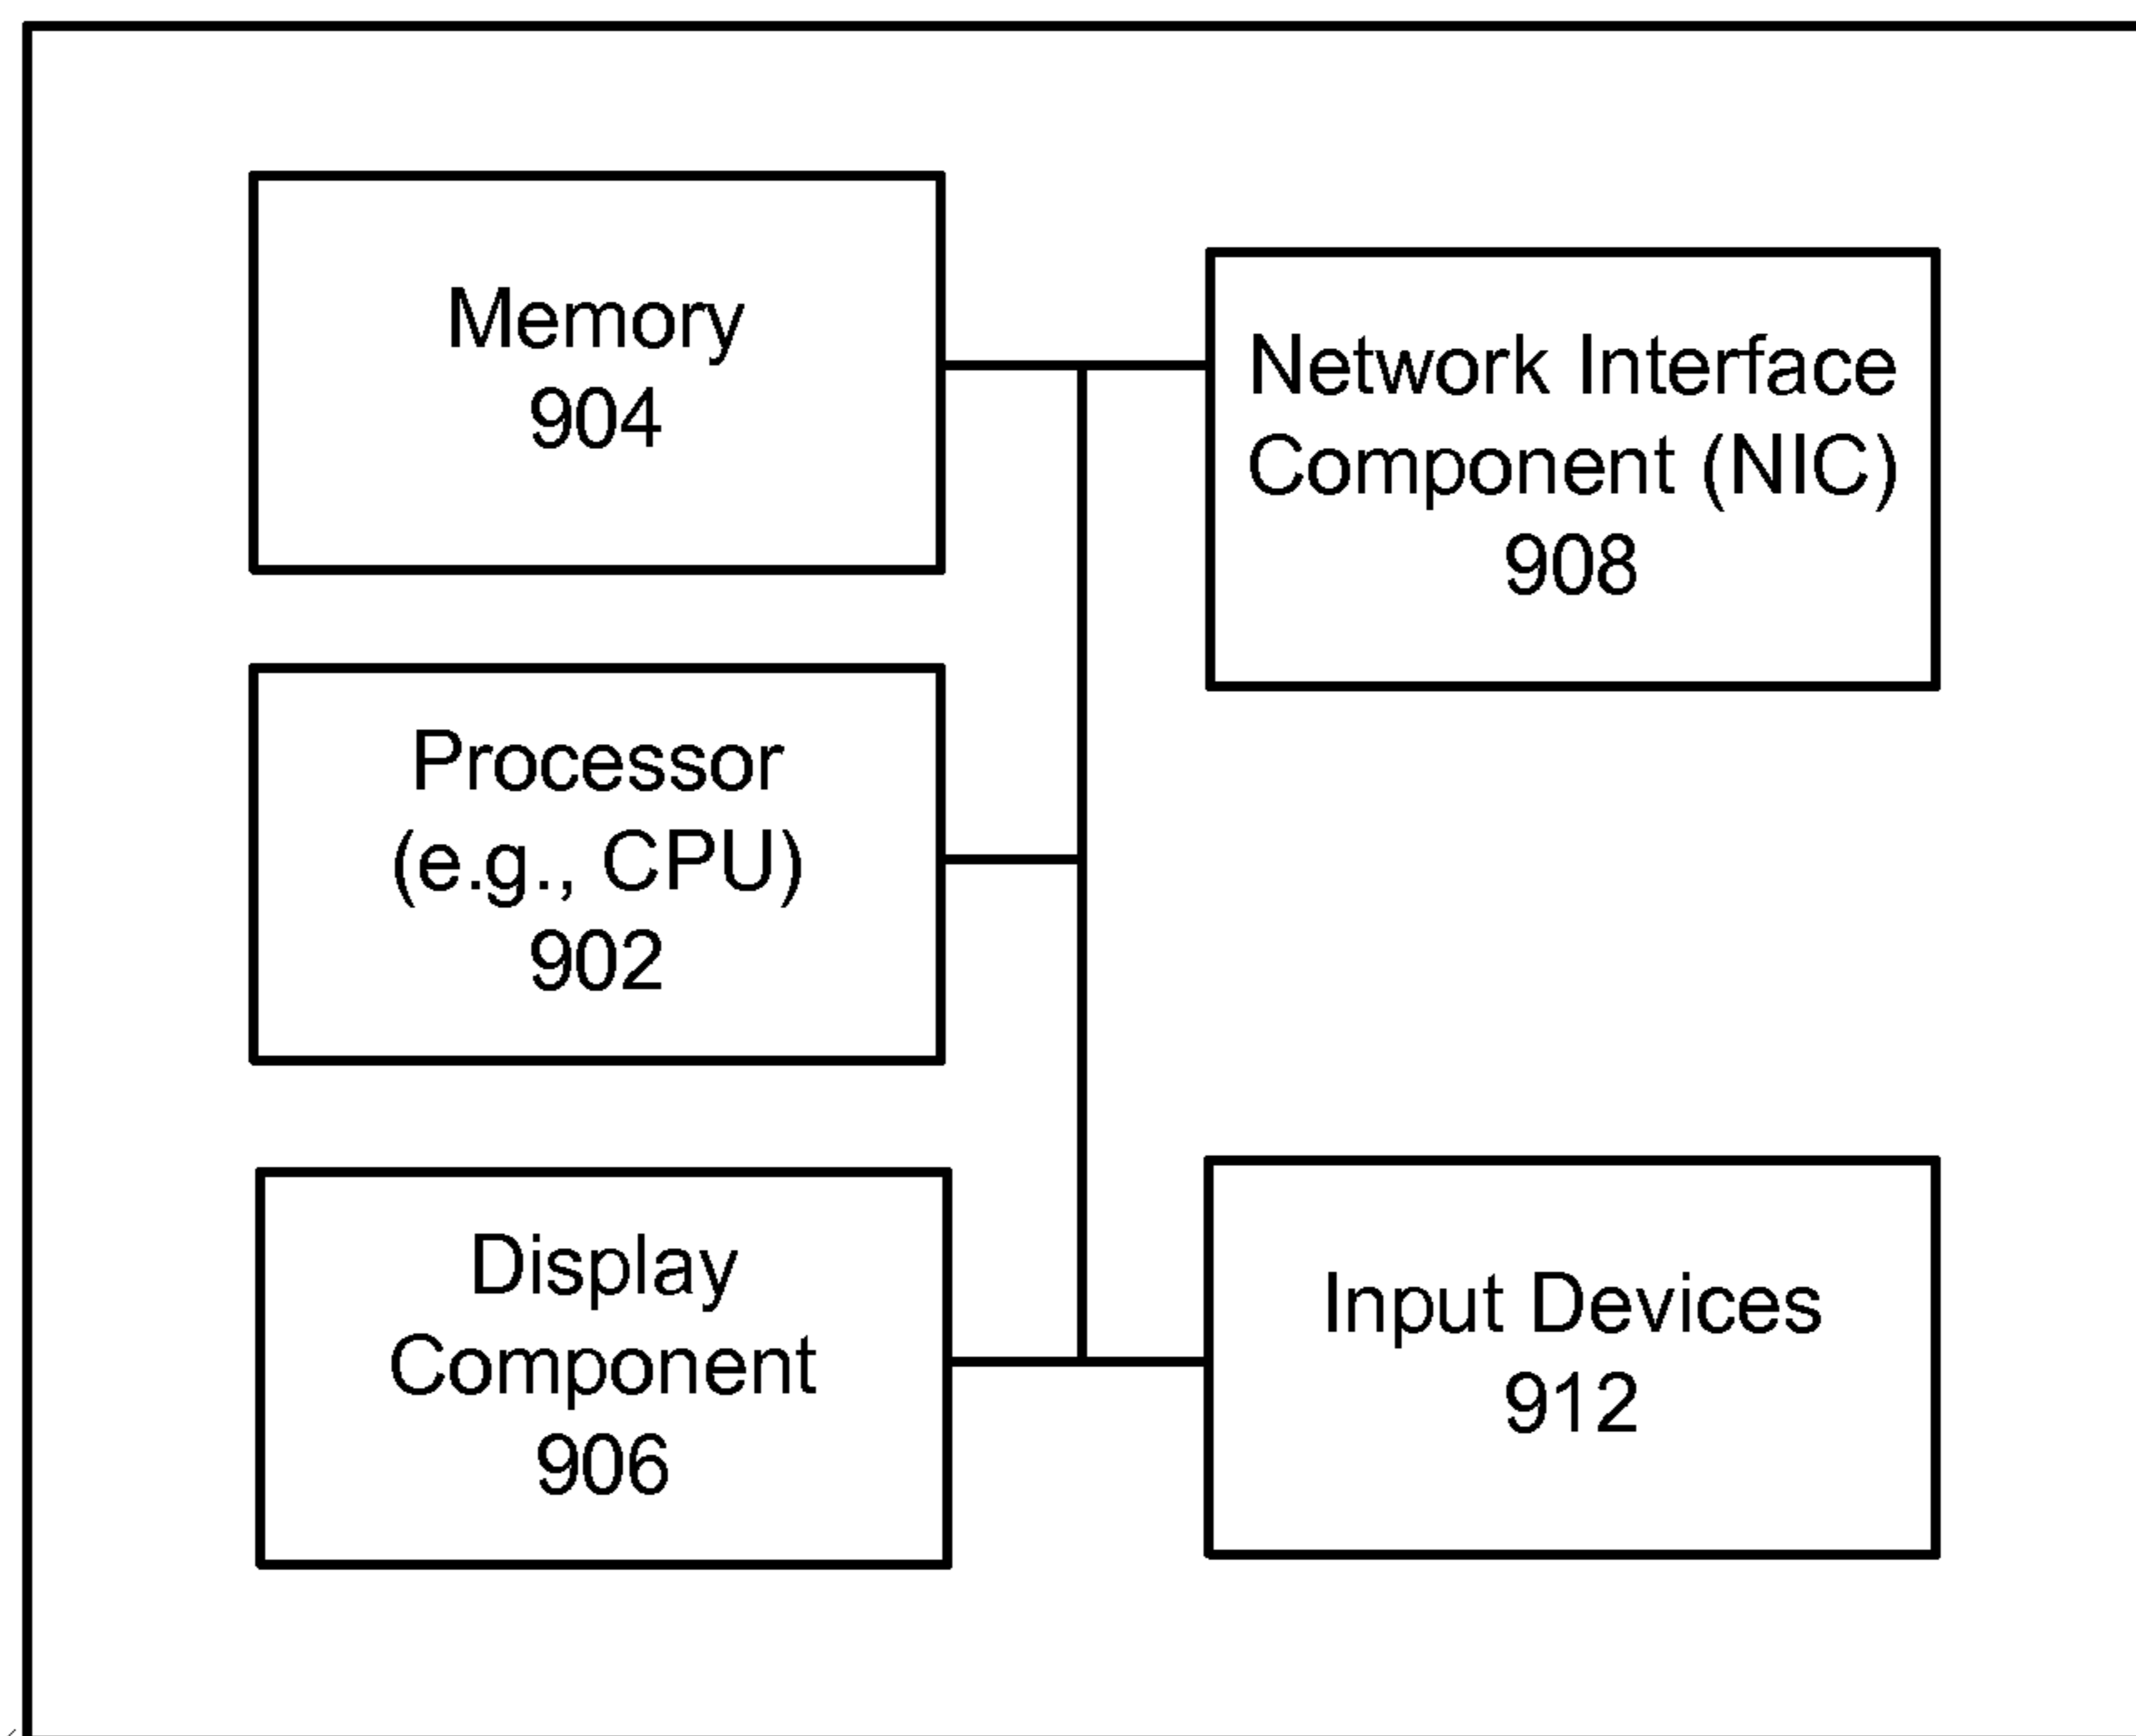 Memory
904
Network Interface
Component (NIC)
908
Processor
(e.g., CPU)
902
Display
Component
906
Input Devices
912